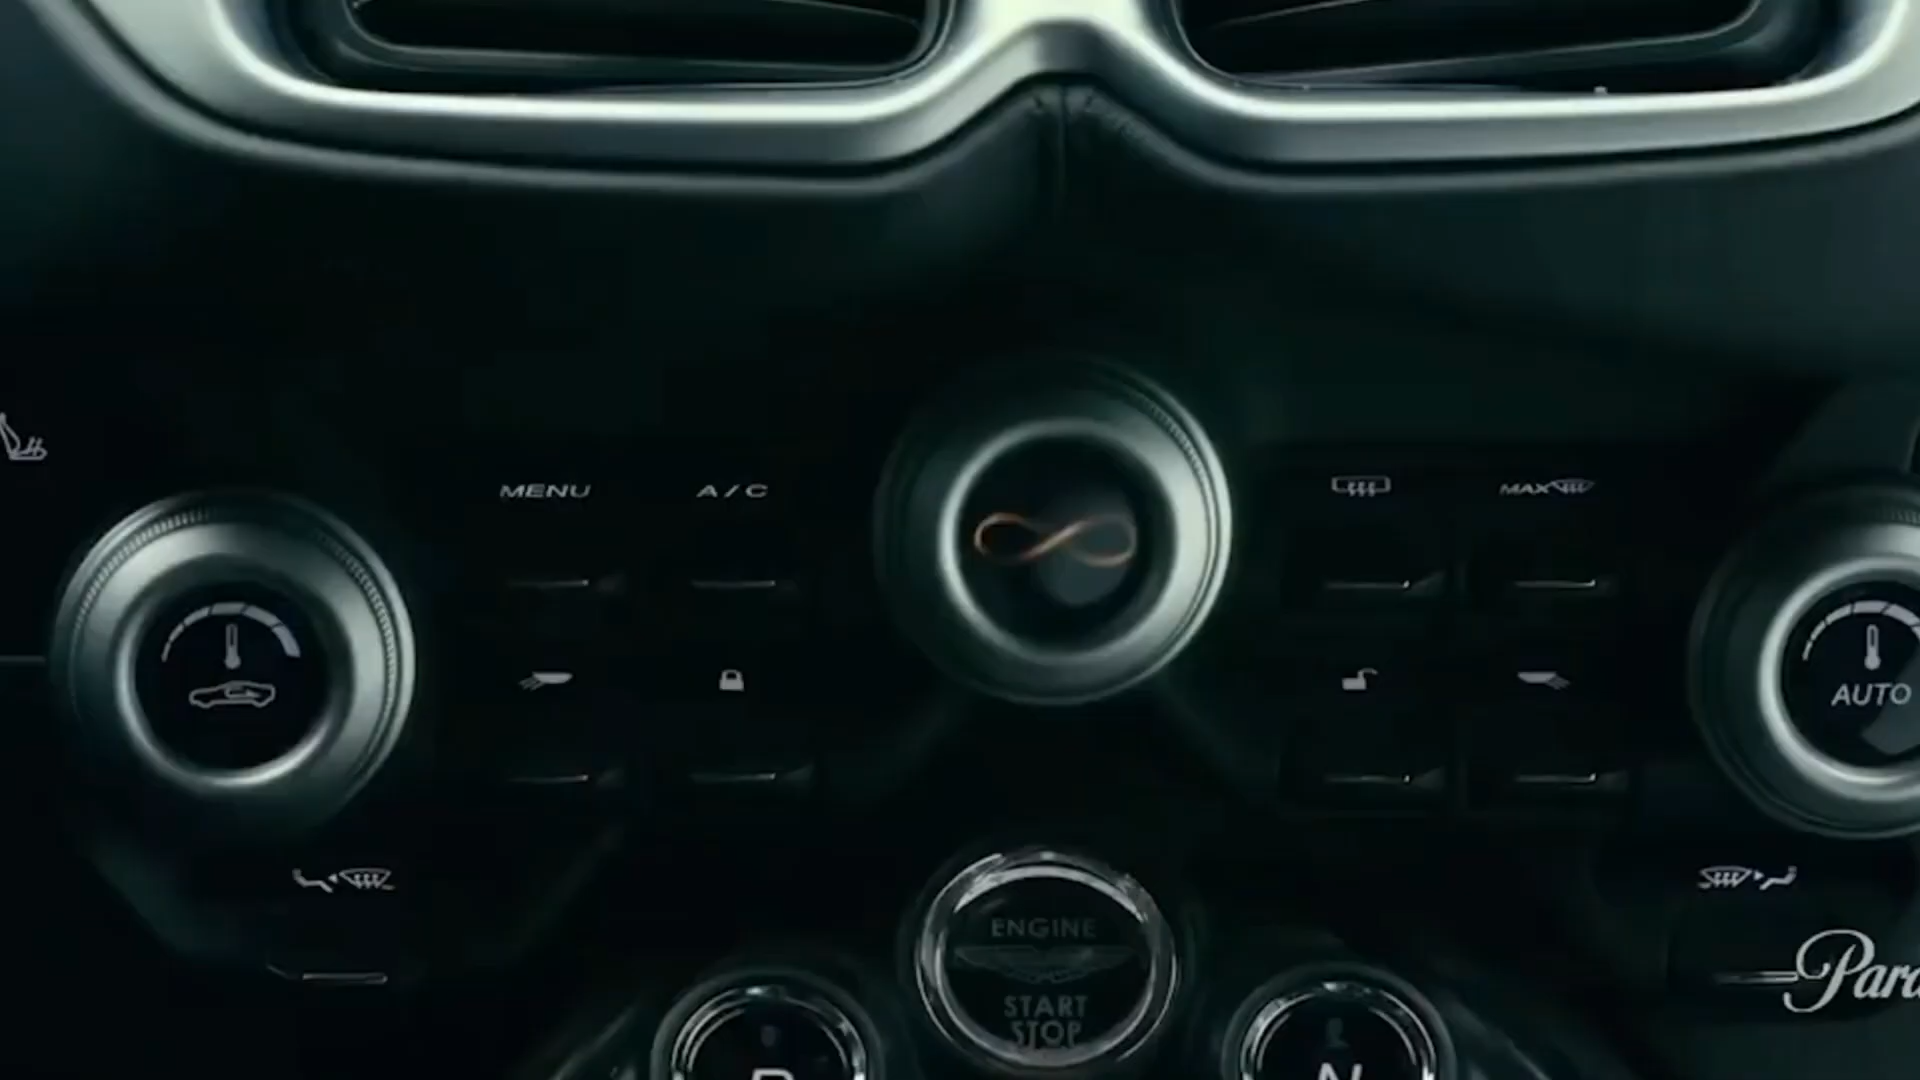 MENU
A/C
MAX
AUTO
ENGINE
START
STOP
R
N